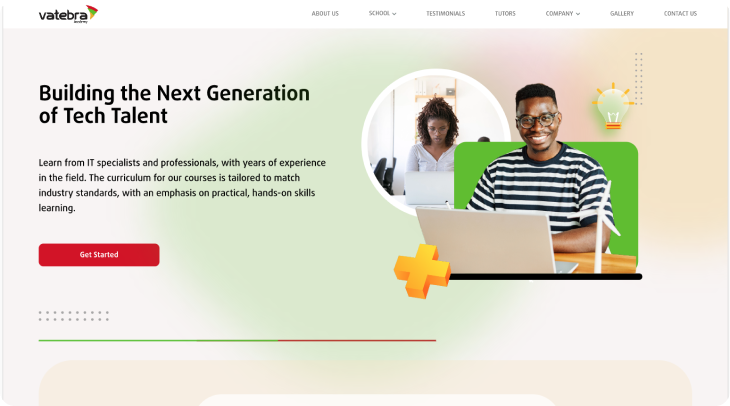 vatebra
academy
ABOUT US
SCHOOL
TESTIMONIALS
TUTORS
COMPANY
GALLERY
CONTACT US
Building the Next Generation
of Tech Talent
Learn from IT specialists and professionals, with years of experience
in the field. The curriculum for our courses is tailored to match
industry standards, with an emphasis on practical, hands-on skills
learning.
Get Started